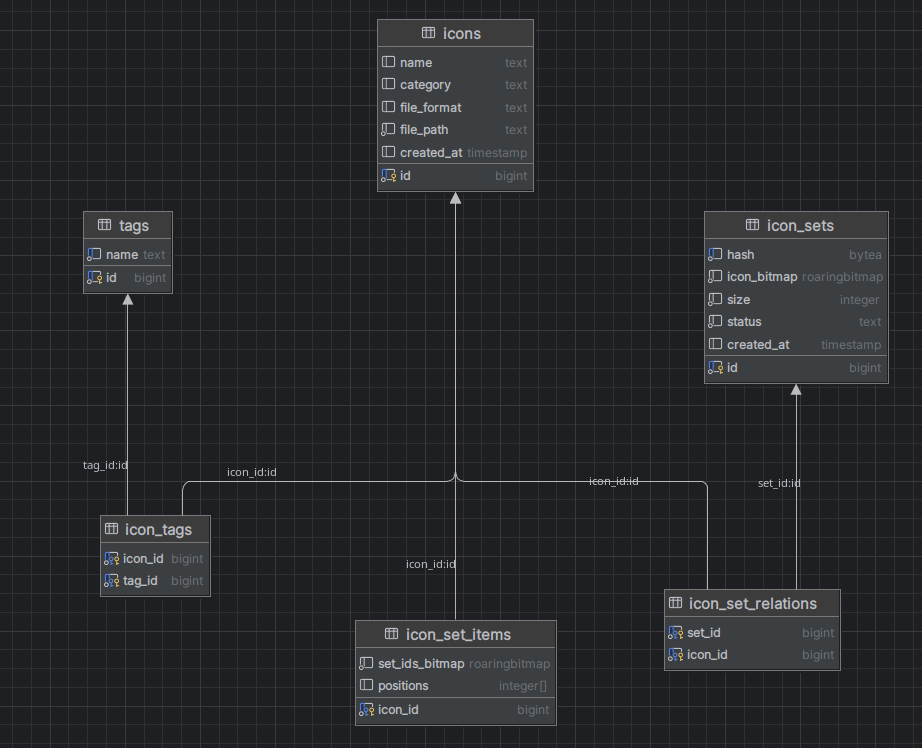 icons
name text
category text
file_format text
file_path text
created_at timestamp
id bigint
tags
name text
id bigint
icon_sets
hash bytea
icon_bitmap roaringbitmap
size integer
status text
created_at timestamp
id bigint
tag_id:id
icon_id:id
icon_id:id
set_id:id
icon_tags
icon_id bigint
tag_id bigint
icon_id:id
icon_set_items
set_ids_bitmap roaringbitmap
positions integer[]
icon_id bigint
icon_set_relations
set_id bigint
icon_id bigint